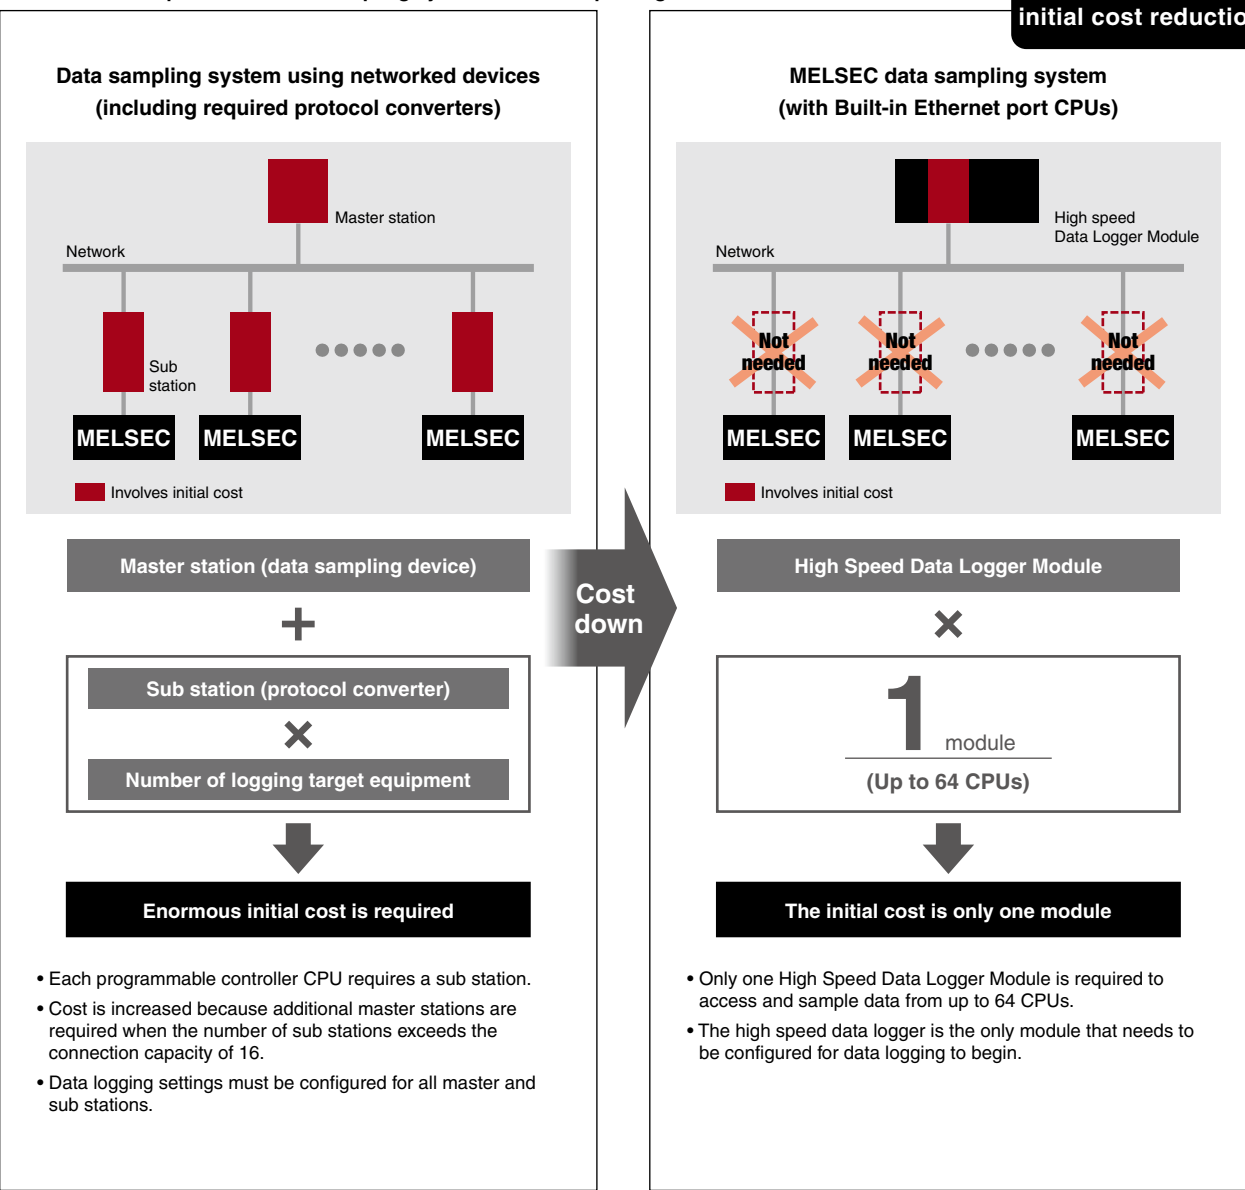 initial cost reductio
Data sampling system using networked devices
(including required protocol converters)
Master station
Network
Sub
station
MELSEC MELSEC MELSEC
Involves initial cost
Master station (data sampling device)
+
Sub station (protocol converter)
×
Number of logging target equipment
Enormous initial cost is required
• Each programmable controller CPU requires a sub station.
• Cost is increased because additional master stations are
required when the number of sub stations exceeds the
connection capacity of 16.
• Data logging settings must be configured for all master and
sub stations.
Cost
down
MELSEC data sampling system
(with Built-in Ethernet port CPUs)
High speed
Data Logger Module
Network
Not Not Not
needed needed needed
MELSEC MELSEC MELSEC
Involves initial cost
High Speed Data Logger Module
×
1 module
(Up to 64 CPUs)
The initial cost is only one module
• Only one High Speed Data Logger Module is required to
access and sample data from up to 64 CPUs.
• The high speed data logger is the only module that needs to
be configured for data logging to begin.